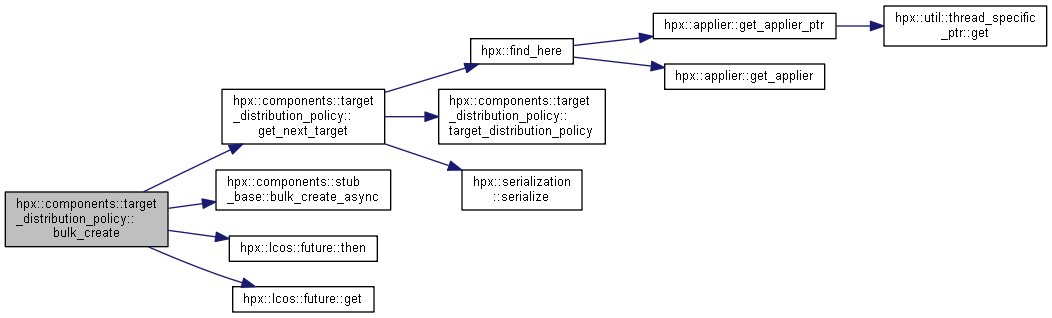 hpx::components::target
_distribution_policy::
bulk_create
hpx::components::target
_distribution_policy::
get_next_target
hpx::find_here
hpx::applier::get_applier_ptr
hpx::util::thread_specific
_ptr::get
hpx::applier::get_applier
hpx::components::target
_distribution_policy::
target_distribution_policy
hpx::serialization
::serialize
hpx::components::stub
_base::bulk_create_async
hpx::lcos::future::then
hpx::lcos::future::get